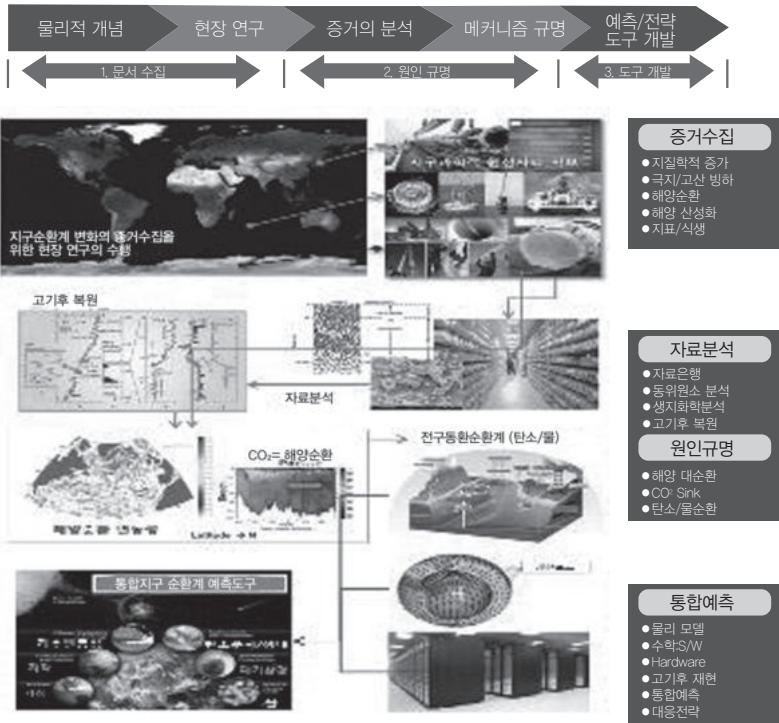 물리적 개념
현장 연구
증거의 분석
메커니즘 규명
예측/전략
도구 개발
1. 문서 수집
2. 원인 규명
3. 도구 개발
지구순환계 변화의 증거수집을
위한 현장 연구의 수행
증거수집
●지질학적 증가
●극지/고산 빙하
●해양순환
●해양 산성화
●지표/식생
고기후 복원
자료분석
자료분석
●자료은행
●동위원소 분석
●생지화학분석
●고기후 복원
원인규명
●해양 대순환
●CO² Sink
●탄소/물순환
CO₂= 해양순환
전구동환순환계 (탄소/물)
Latitude → N
통합지구 순환계 예측도구
통합예측
●물리 모델
●수학:S/W
●Hardware
●고기후 재현
●통합예측
●대응전략